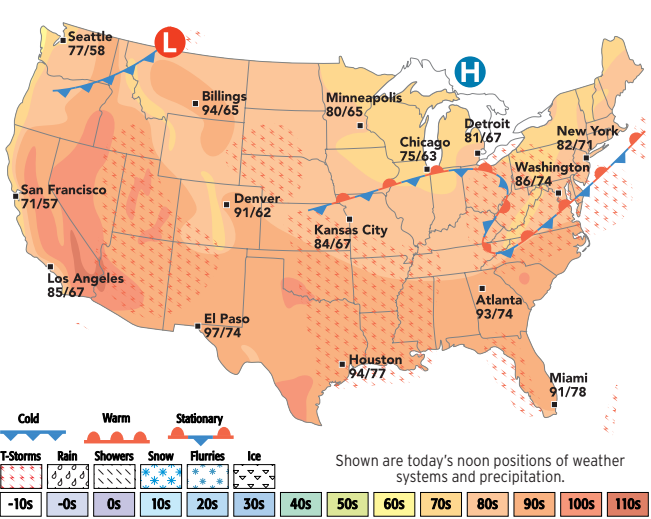 Seattle
77/58
L
H
Billings
94/65
Minneapolis
80/65
Detroit
81/67
Chicago
75/63
New York
82/71
Washington
86/74
San Francisco
71/57
Denver
91/62
Kansas City
84/67
Los Angeles
85/67
El Paso
97/74
Atlanta
93/74
Houston
94/77
Miami
91/78
Cold
Warm
Stationary
T-Storms
Rain
Showers
Snow
Flurries
Ice
Shown are today's noon positions of weather
systems and precipitation.
-10s
-0s
0s
10s
20s
30s
40s
50s
60s
70s
80s
90s
100s
110s